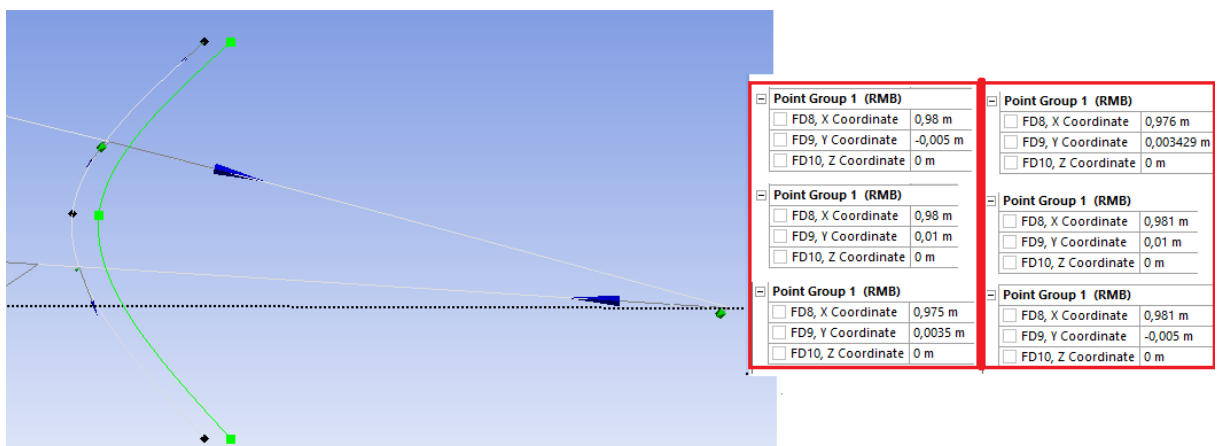 Point Group 1 (RMB)
FD8, X Coordinate 0,98 m
FD9, Y Coordinate -0,005 m
FD10, Z Coordinate 0 m
Point Group 1 (RMB)
FD8, X Coordinate 0,98 m
FD9, Y Coordinate 0,01 m
FD10, Z Coordinate 0 m
Point Group 1 (RMB)
FD8, X Coordinate 0,975 m
FD9, Y Coordinate 0,0035 m
FD10, Z Coordinate 0 m
Point Group 1 (RMB)
FD8, X Coordinate 0,976 m
FD9, Y Coordinate 0,003429 m
FD10, Z Coordinate 0 m
Point Group 1 (RMB)
FD8, X Coordinate 0,981 m
FD9, Y Coordinate 0,01 m
FD10, Z Coordinate 0 m
Point Group 1 (RMB)
FD8, X Coordinate 0,981 m
FD9, Y Coordinate -0,005 m
FD10, Z Coordinate 0 m